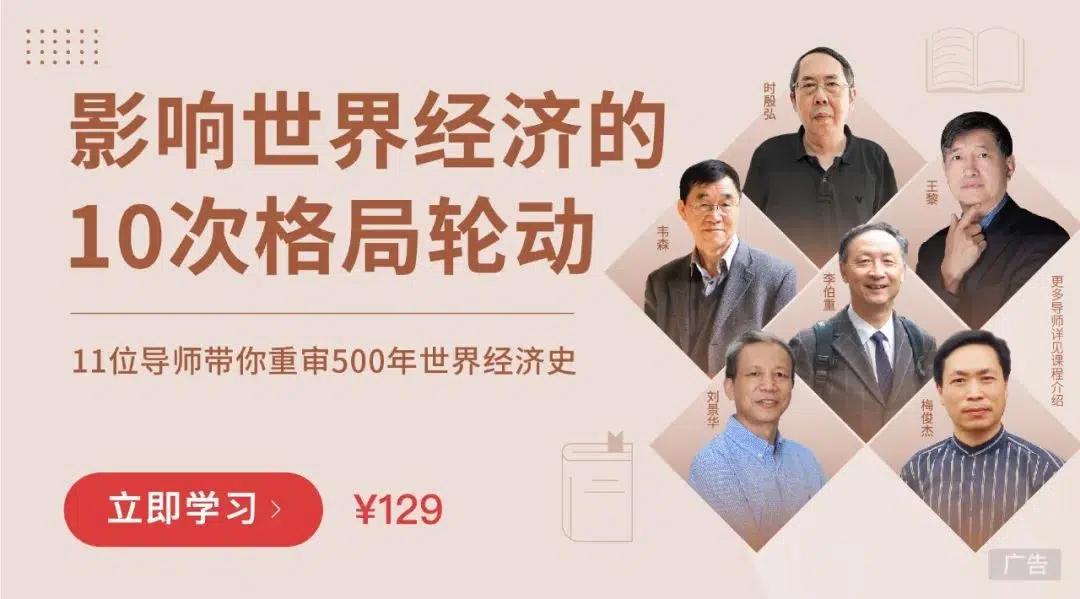 影响世界经济的
10次格局轮动
11位导师带你重审500年世界经济史
立即学习 >
¥129
时殷弘
王黎
韦森
李伯重
刘景华
梅俊杰
更多导师详见课程介绍
广告